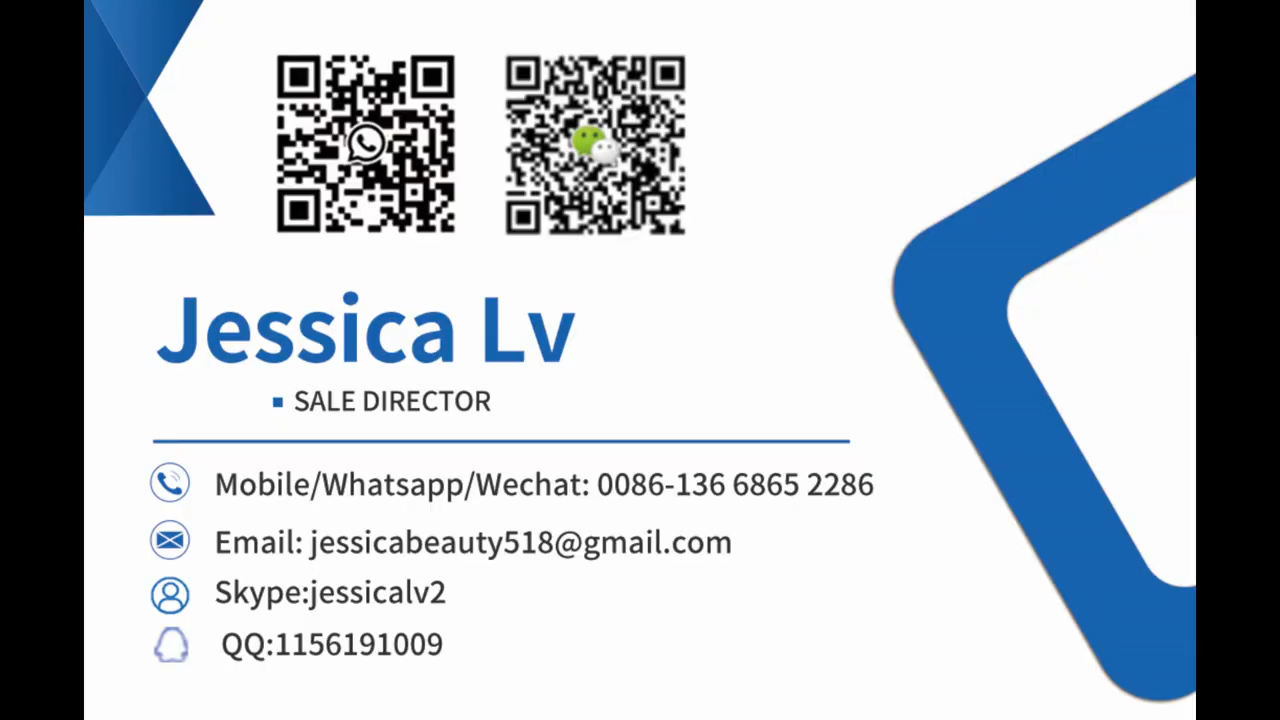 Jessica Lv
SALE DIRECTOR
Mobile/Whatsapp/Wechat: 0086-136 6865 2286
Email: jessicabeauty518@gmail.com
Skype:jessicalv2
QQ:1156191009